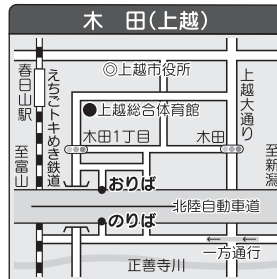 木 田(上越)
◎上越市役所
春日山駅
えちごトキめき鉄道
●上越総合体育館
上越大通り
木田1丁目
木田
至富山
至新潟
おりば
北陸自動車道
のりば
一方通行
正善寺川